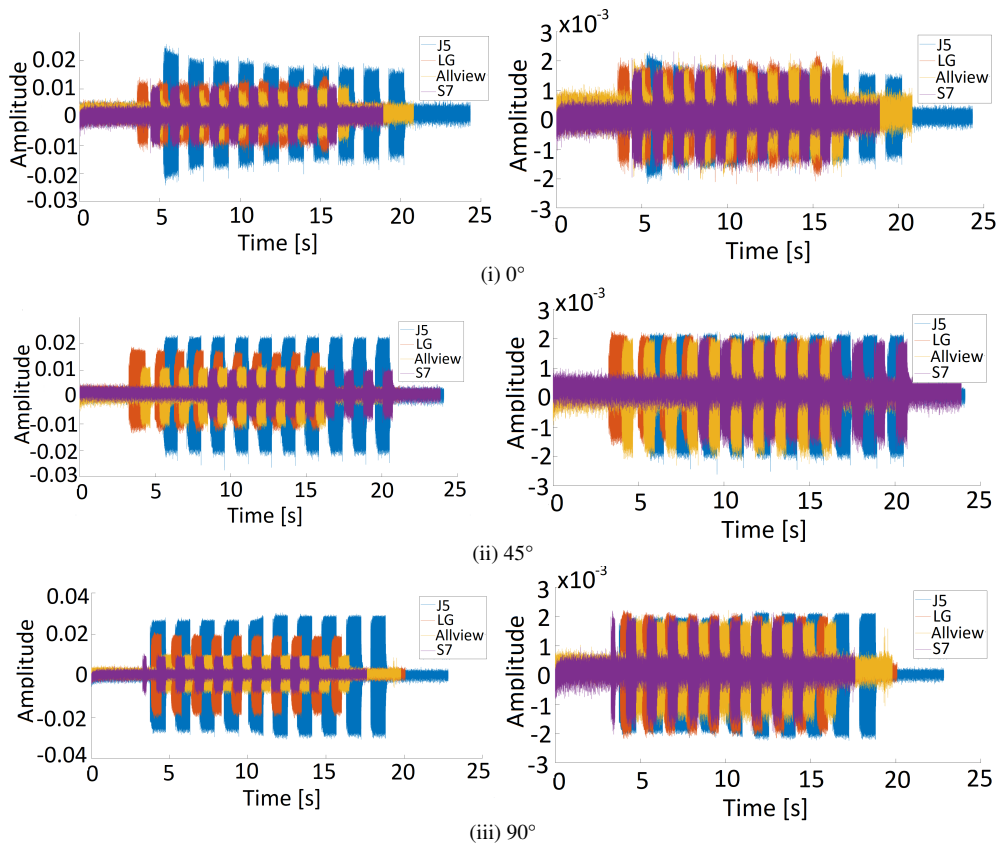 0.02
0.01
0
-0.01
-0.02
-0.03
Amplitude
0 5 10 15 20 25
Time [s]
J5
LG
Allview
S7
x10-3
3
2
1
0
-1
-2
-3
Amplitude
0 5 10 15 20 25
Time [s]
J5
LG
Allview
S7
(i) 0°
0.02
0.01
0
-0.01
-0.02
-0.03
Amplitude
0 5 10 15 20 25
Time [s]
J5
LG
Allview
S7
x10-3
3
2
1
0
-1
-2
-3
Amplitude
0 5 10 15 20 25
Time [s]
J5
LG
Allview
S7
(ii) 45°
0.04
0.02
0
-0.02
-0.04
Amplitude
0 5 10 15 20 25
Time [s]
J5
LG
Allview
S7
x10-3
3
2
1
0
-1
-2
-3
Amplitude
0 5 10 15 20 25
Time [s]
J5
LG
Allview
S7
(iii) 90°